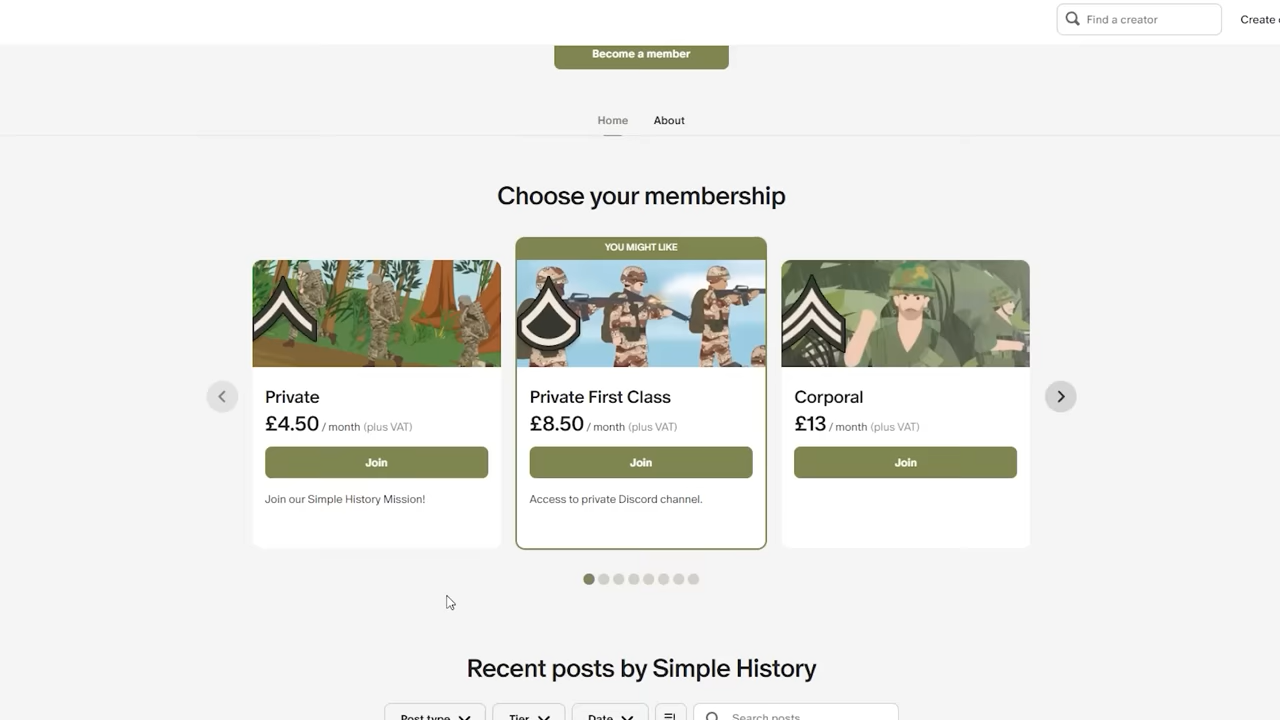 Find a creator
Create
Become a member
Home
About
Choose your membership
YOU MIGHT LIKE
Private
£4.50 / month (plus VAT)
Join
Join our Simple History Mission!
Private First Class
£8.50 / month (plus VAT)
Join
Access to private Discord channel.
Corporal
£13 / month (plus VAT)
Join
Recent posts by Simple History
Post type
Tier
Date
Search posts